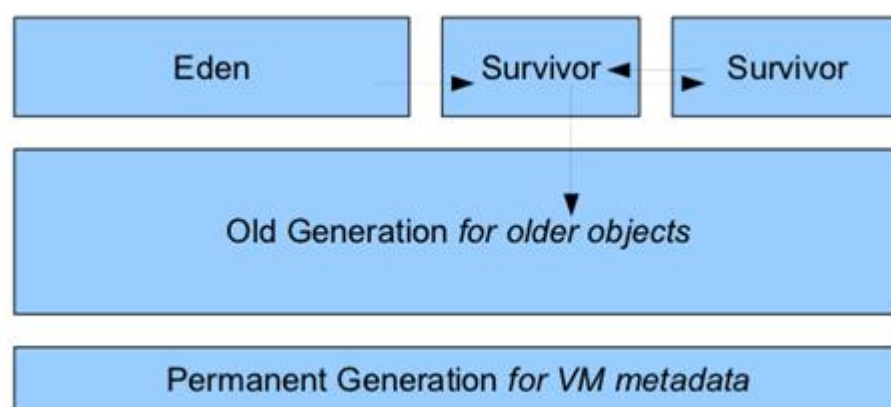 Eden
Survivor
Survivor
Old Generation for older objects
Permanent Generation for VM metadata